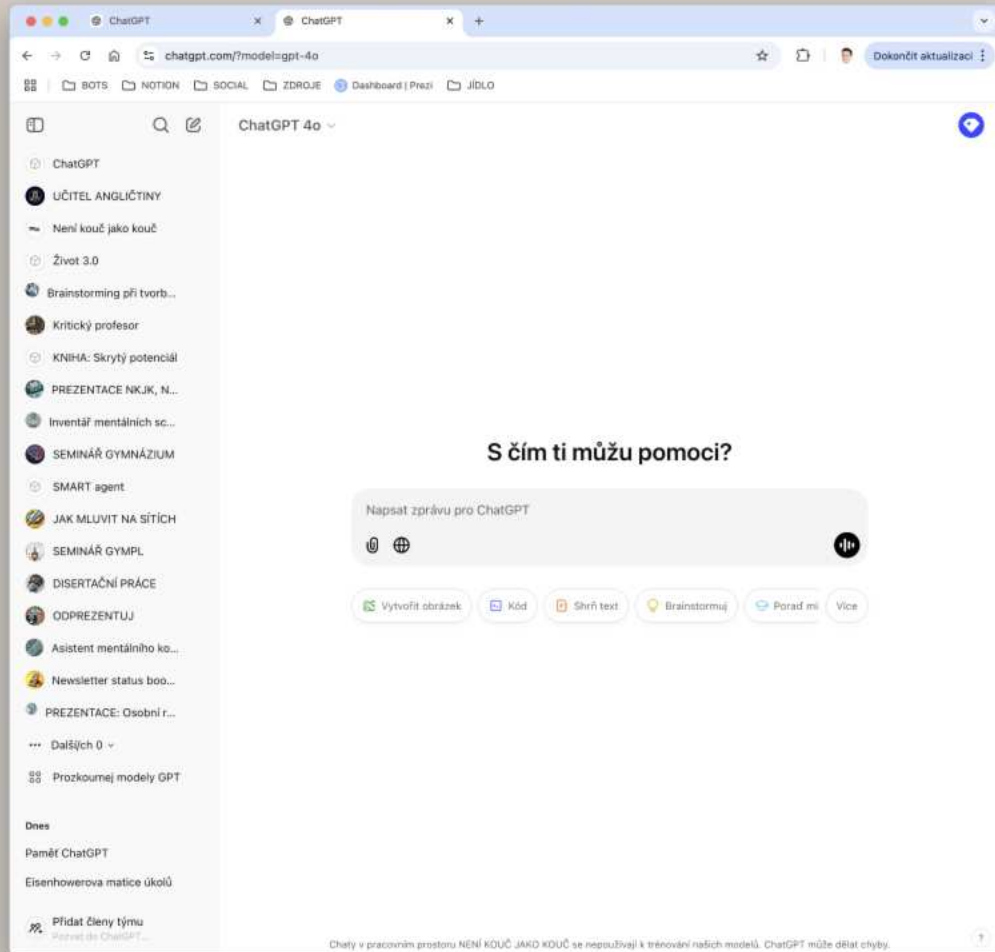 ChatGPT
ChatGPT
chatgpt.com/?model=gpt-4o
Dokončit aktualizaci
BOTS NOTION SOCIAL ZDROJE Dashboard | Prezi JÍDLO
ChatGPT 4o
ChatGPT
UČITEL ANGLIČTINY
Není kouč jako kouč
Život 3.0
Brainstorming při tvorb...
Kritický profesor
KNIHA: Skrytý potenciál
PREZENTACE NKJK, N...
Inventář mentálních sc...
SEMINÁŘ GYMNÁZIUM
SMART agent
JAK MLUVIT NA SÍTÍCH
SEMINÁŘ GYMPL
DISERTAČNÍ PRÁCE
ODPREZENTUJ
Asistent mentálního ko...
Newsletter status boo...
PREZENTACE: Osobní r...
Další/ch 0
Prozkoumej modely GPT
Dnes
Paměť ChatGPT
Eisenhowerova matice úkolů
Přidat členy týmu
Pozvat do ChatGPT...
S čím ti můžu pomoci?
Napsat zprávu pro ChatGPT
Vytvořit obrázek Kód Shrň text Brainstormuj Poraď mi Více
Chaty v pracovním prostoru NENÍ KOUČ JAKO KOUČ se nepoužívají k trénování našich modelů. ChatGPT může dělat chyby.
?